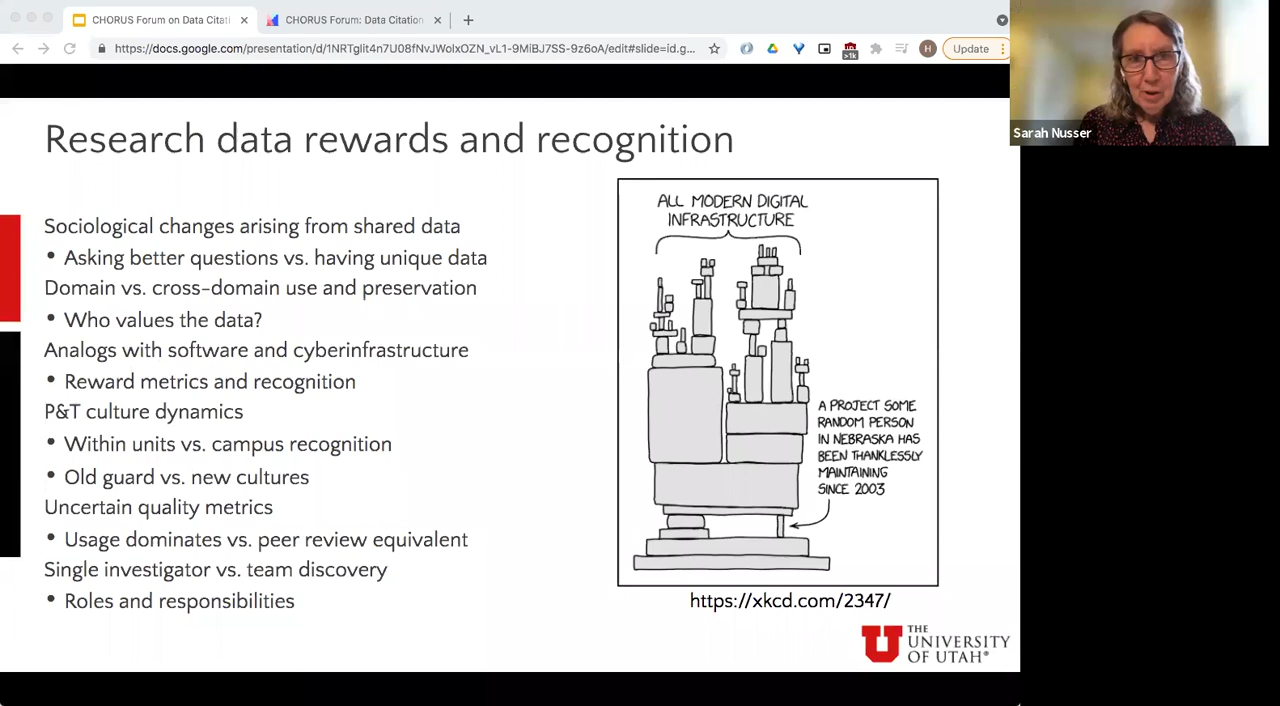 CHORUS Forum on Data Citati
CHORUS Forum: Data Citation
https://docs.google.com/presentation/d/1NRTglit4n7U08fNvJWolxOZN_vL1-9MiBJ7SS-9z6oA/edit#slide=id.g...
>1k
H
Update
Sarah Nusser
Research data rewards and recognition
Sociological changes arising from shared data
• Asking better questions vs. having unique data
Domain vs. cross-domain use and preservation
• Who values the data?
Analogs with software and cyberinfrastructure
• Reward metrics and recognition
P&T culture dynamics
• Within units vs. campus recognition
• Old guard vs. new cultures
Uncertain quality metrics
• Usage dominates vs. peer review equivalent
Single investigator vs. team discovery
• Roles and responsibilities
ALL MODERN DIGITAL
INFRASTRUCTURE
A PROJECT SOME
RANDOM PERSON
IN NEBRASKA HAS
BEEN THANKLESSLY
MAINTAINING
SINCE 2003
https://xkcd.com/2347/
U
THE
UNIVERSITY
OF UTAH®